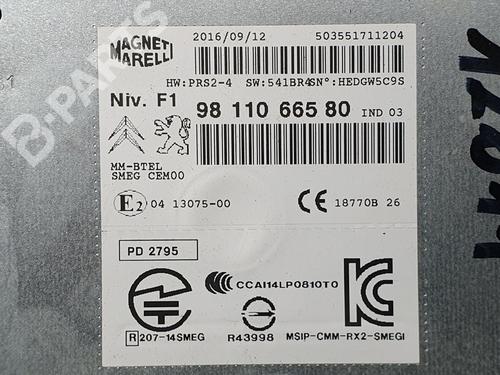 MAGNETI MARELLI
2016/09/12 503551711204
HW:PRS2-4 SW:541BR4SN°:HEDGW5C9S
Niv. F1 98 110 665 80 IND 03
MM-BTEL
SMEG CEM00
E2 04 13075-00 CE 18770B 26
PD 2795
CCAI14LP0810T0
R 207-14SMEG R43998 MSIP-CMM-RX2-SMEGI
B-PARTS